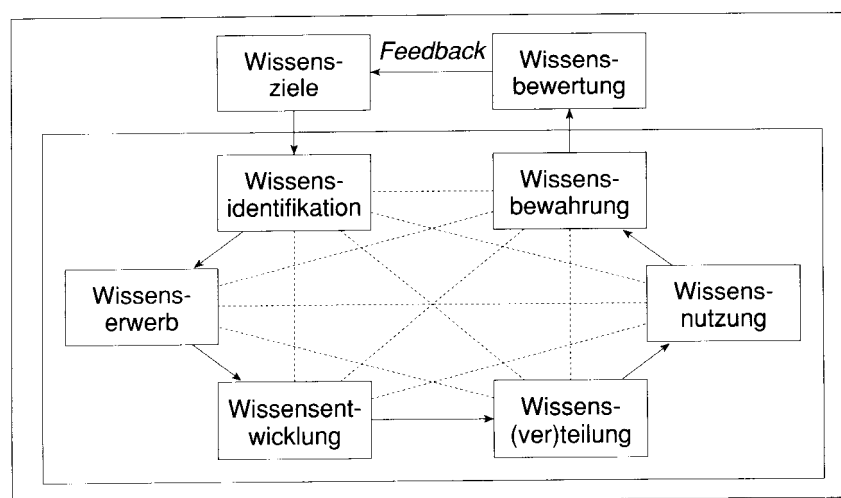 Wissens-
ziele
Feedback
Wissens-
bewertung
Wissens-
identifikation
Wissens-
bewahrung
Wissens-
erwerb
Wissens-
nutzung
Wissensent-
wicklung
Wissens-
(ver)teilung